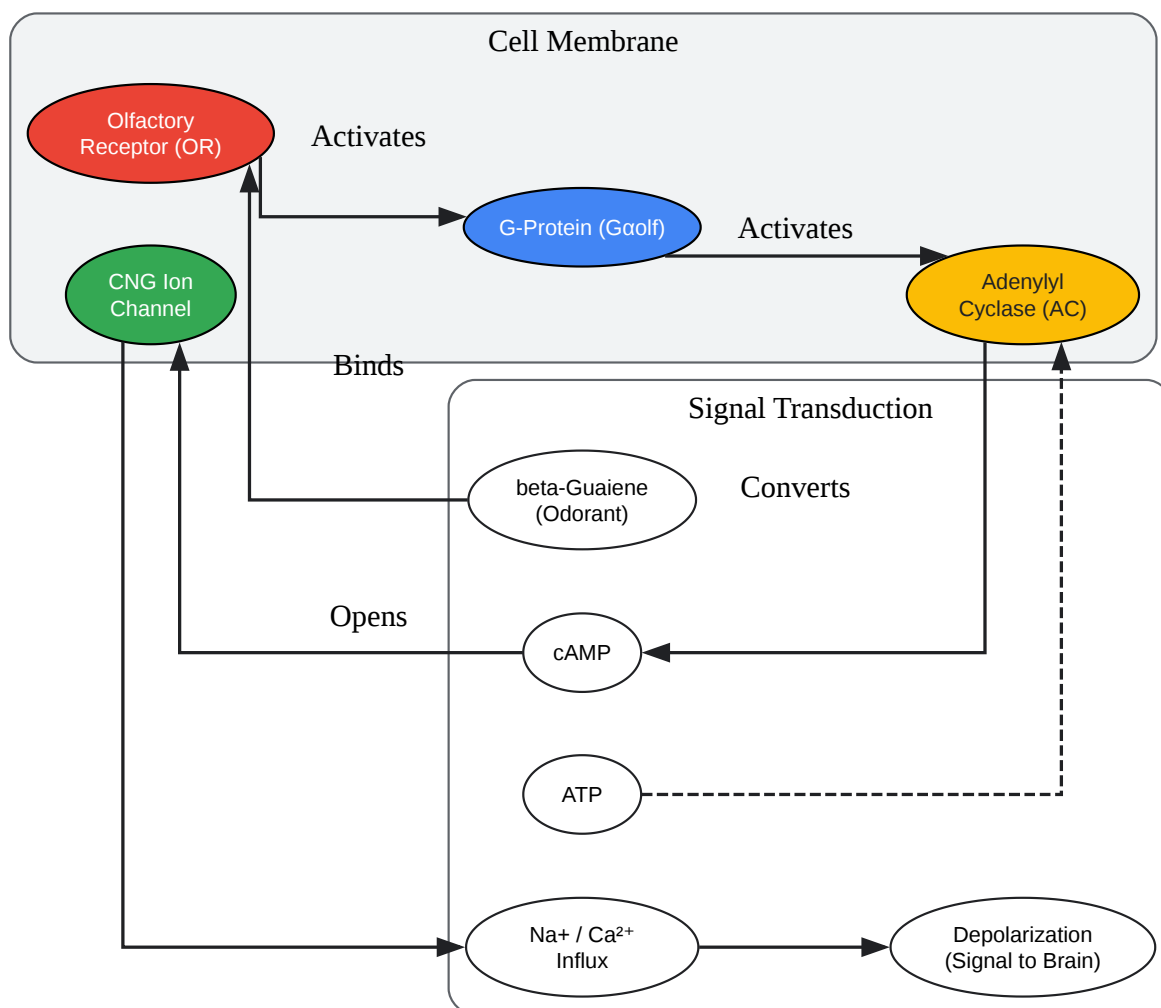 Cell Membrane
Olfactory
Receptor (OR)
Activates
G-Protein (Gαolf)
Activates
CNG Ion
Channel
Adenylyl
Cyclase (AC)
Binds
Signal Transduction
beta-Guaiene
(Odorant)
Converts
Opens
cAMP
ATP
Na+ / Ca²⁺
Influx
Depolarization
(Signal to Brain)